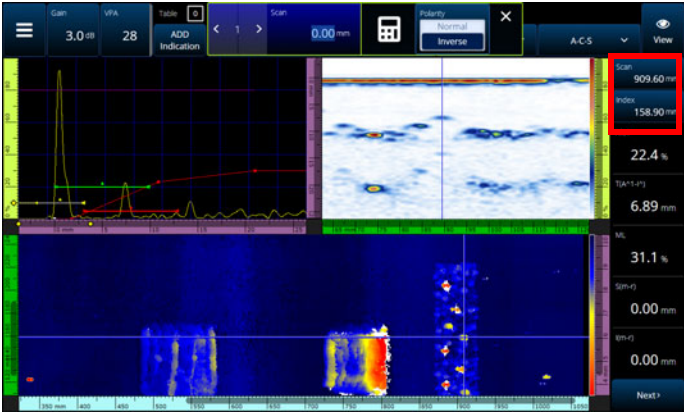 Gain
3.0 dB
VPA
28
Table 0
ADD
Indication
1
Scan
0.00 mm
Polarity
Normal
Inverse
A-C-S
View
Scan
909.60 mm
Index
158.90 mm
22.4 %
T(A^I-I^)
6.89 mm
ML
31.1 %
S(m-r)
0.00 mm
I(m-r)
0.00 mm
Next
350 mm 400 450 500 550 600 650 700 750 800 850 900 950 1000 1050